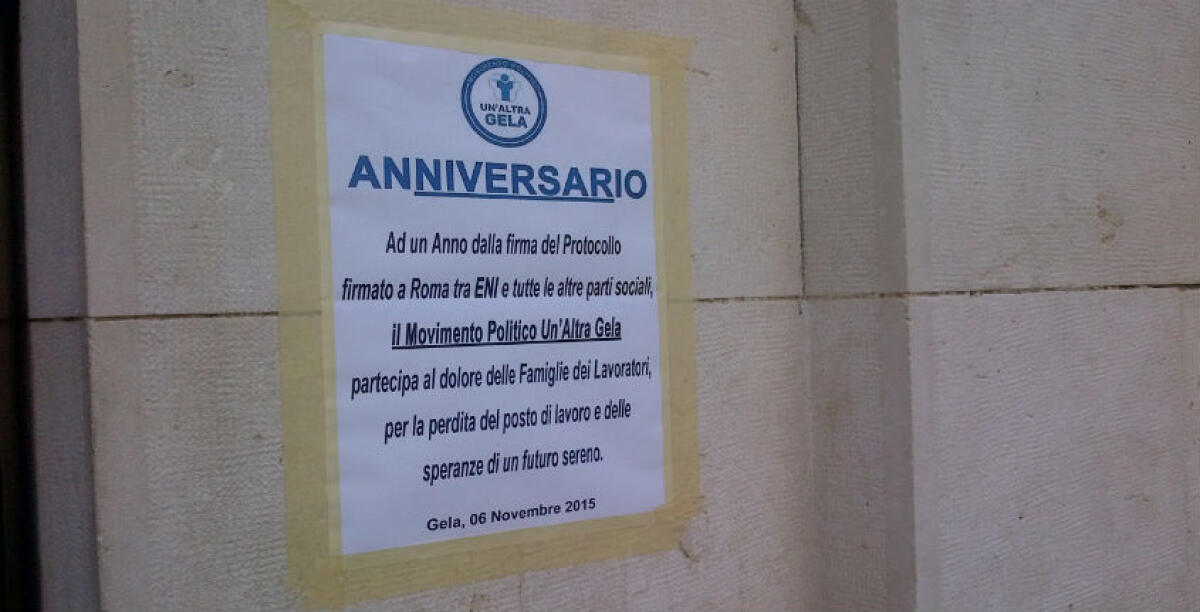 MOVIMENTO
UN'ALTRA
GELA
ANNIVERSARIO
Ad un Anno dalla firma del Protocollo
firmato a Roma tra ENI e tutte le altre parti sociali,
il Movimento Politico Un'Altra Gela
partecipa al dolore delle Famiglie dei Lavoratori,
per la perdita del posto di lavoro e delle
speranze di un futuro sereno.
Gela, 06 Novembre 2015